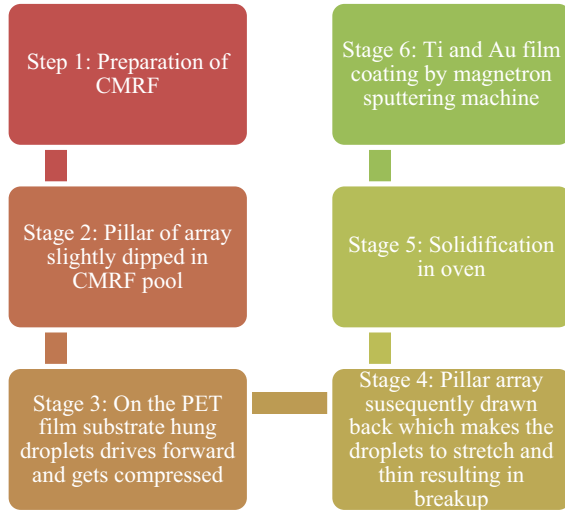 Step 1: Preparation of
CMRF
Stage 2: Pillar of array
slightly dipped in
CMRF pool
Stage 3: On the PET
film substrate hung
droplets drives forward
and gets compressed
Stage 4: Pillar array
susequently drawn
back which makes the
droplets to stretch and
thin resulting in
breakup
Stage 5: Solidification
in oven
Stage 6: Ti and Au film
coating by magnetron
sputtering machine